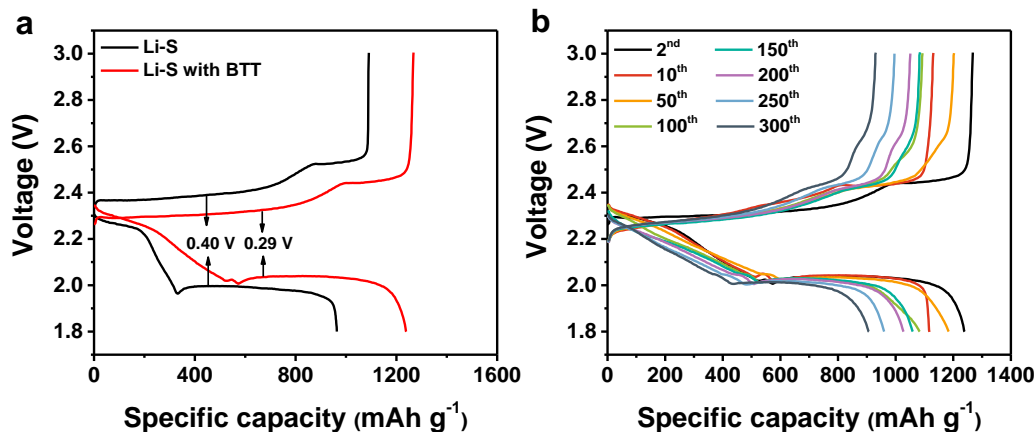 a
Li-S
Li-S with BTT
3.0
2.8
2.6
2.4
2.2
2.0
1.8
Voltage (V)
0.40 V
0.29 V
0
400
800
1200
1600
Specific capacity (mAh g⁻¹)
b
2nd
10th
50th
100th
150th
200th
250th
300th
3.0
2.8
2.6
2.4
2.2
2.0
1.8
Voltage (V)
0
200
400
600
800
1000
1200
1400
Specific capacity (mAh g⁻¹)